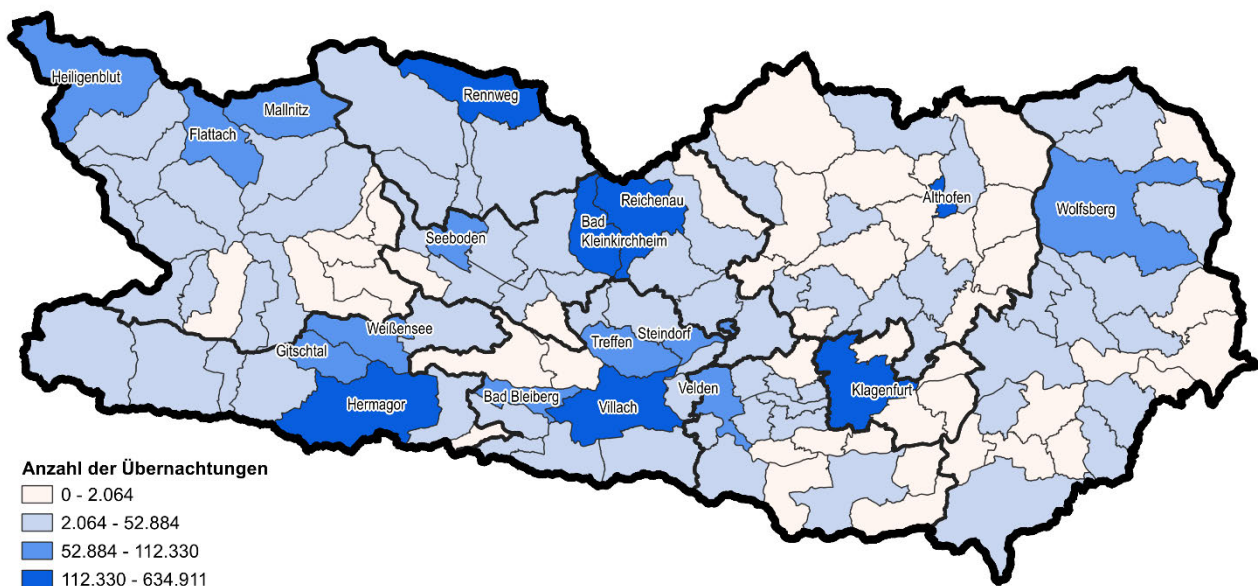 Heiligenblut
Mallnitz
Flattach
Rennweg
Reichenau
Bad
Kleinkirchheim
Seeboden
Althofen
Wolfsberg
Weißensee
Gitschtal
Treffen
Steindorf
Hermagor
Bad Bleiberg
Villach
Velden
Klagenfurt
Anzahl der Übernachtungen
0 - 2.064
2.064 - 52.884
52.884 - 112.330
112.330 - 634.911